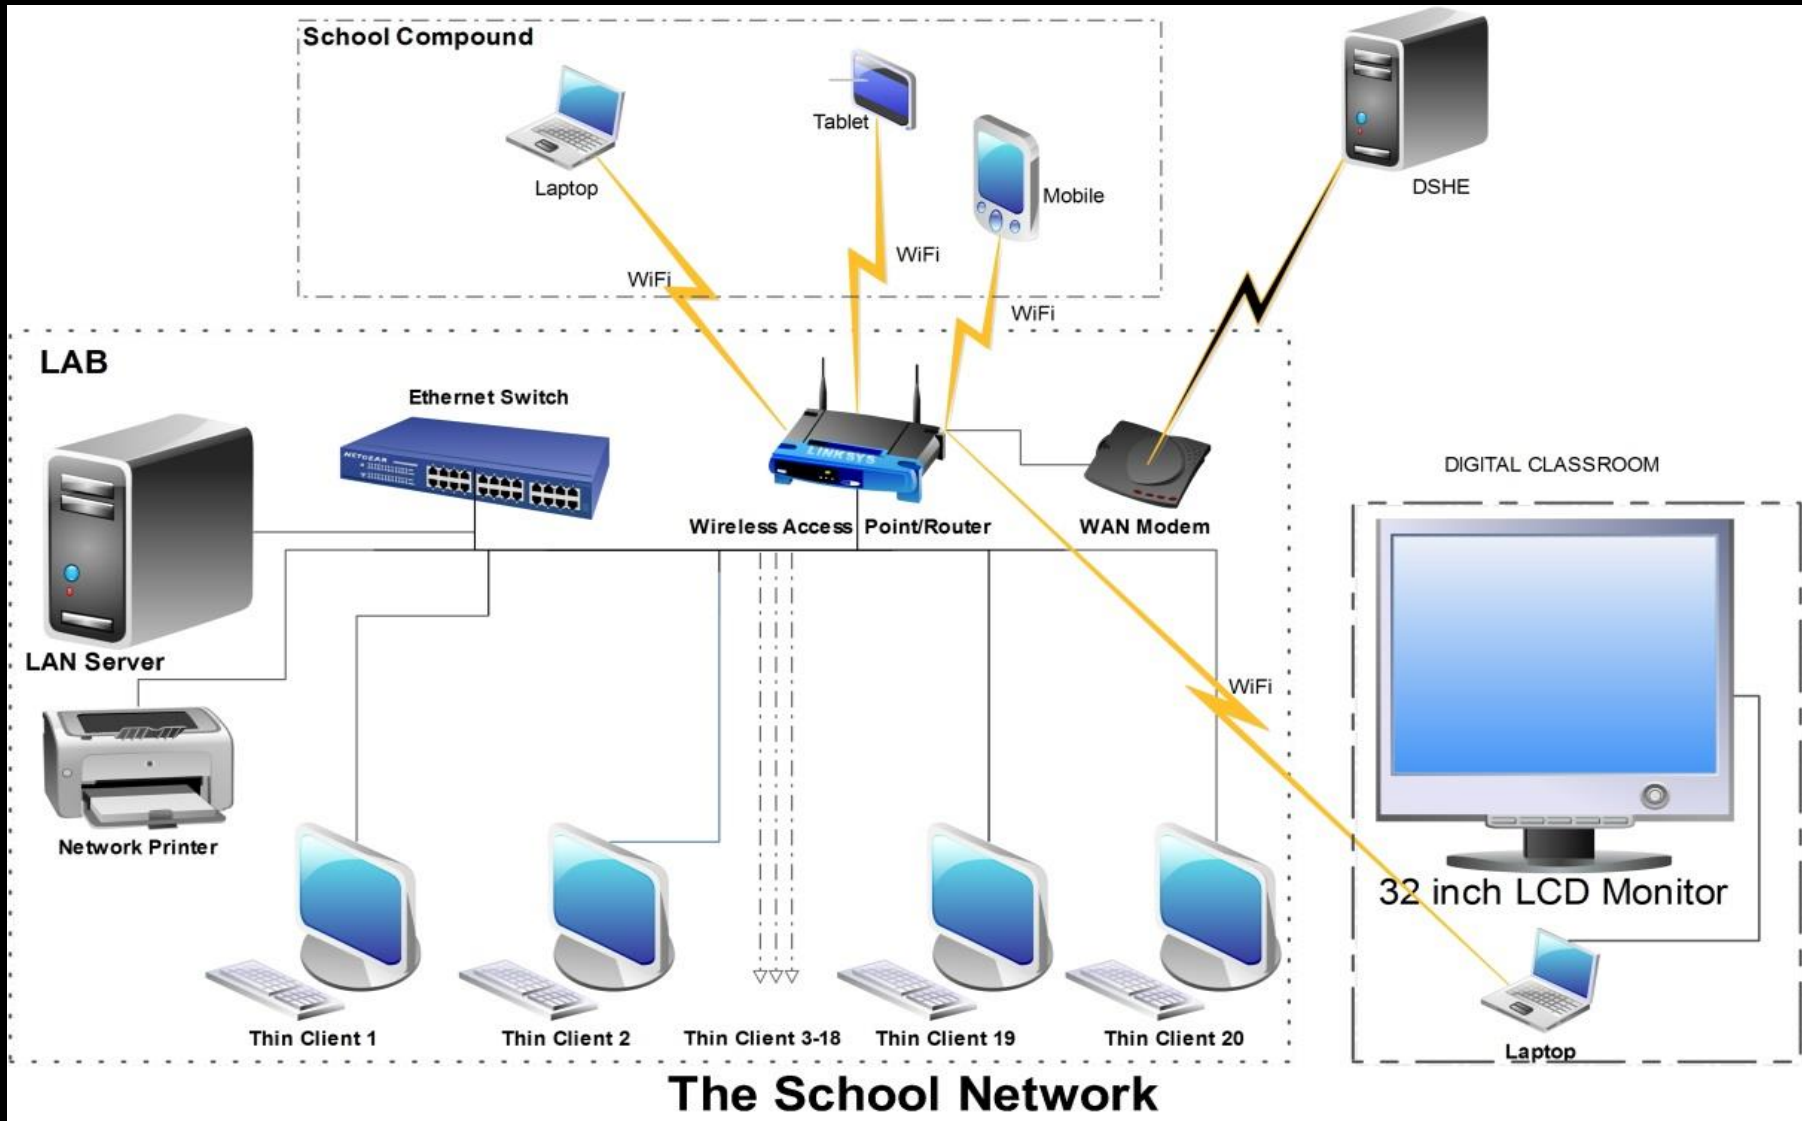 School Compound
Tablet
Laptop
Mobile
DSHE
WiFi
WiFi
WiFi
LAB
Ethernet Switch
NETGEAR
LINKSYS
DIGITAL CLASSROOM
Wireless Access Point/Router
WAN Modem
LAN Server
WiFi
Network Printer
32 inch LCD Monitor
Thin Client 1
Thin Client 2
Thin Client 3-18
Thin Client 19
Thin Client 20
Laptop
The School Network